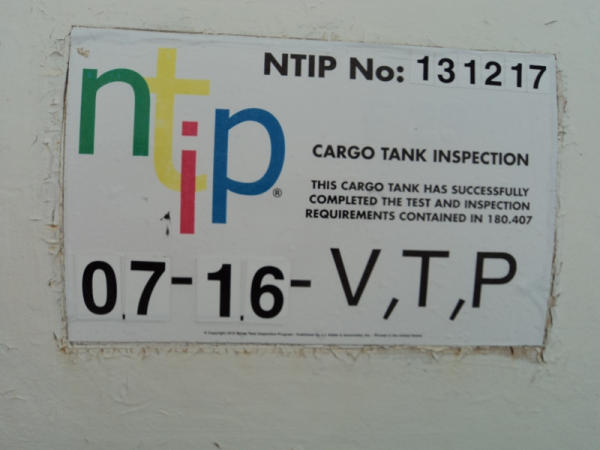 ntip®
NTIP No: 131217
CARGO TANK INSPECTION
THIS CARGO TANK HAS SUCCESSFULLY
COMPLETED THE TEST AND INSPECTION
REQUIREMENTS CONTAINED IN 180.407
07-16-V,T,P